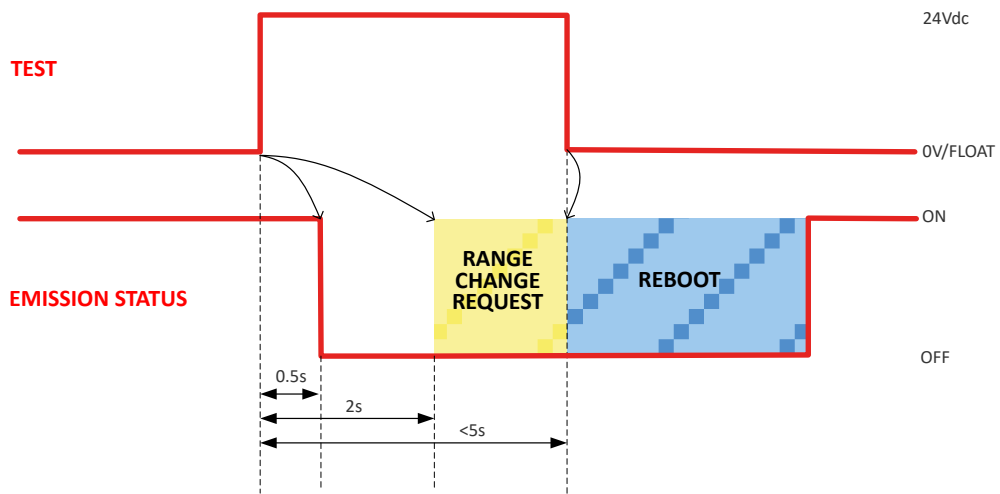 24Vdc
TEST
0V/FLOAT
ON
RANGE
CHANGE
REQUEST
REBOOT
EMISSION STATUS
OFF
0.5s
2s
<5s